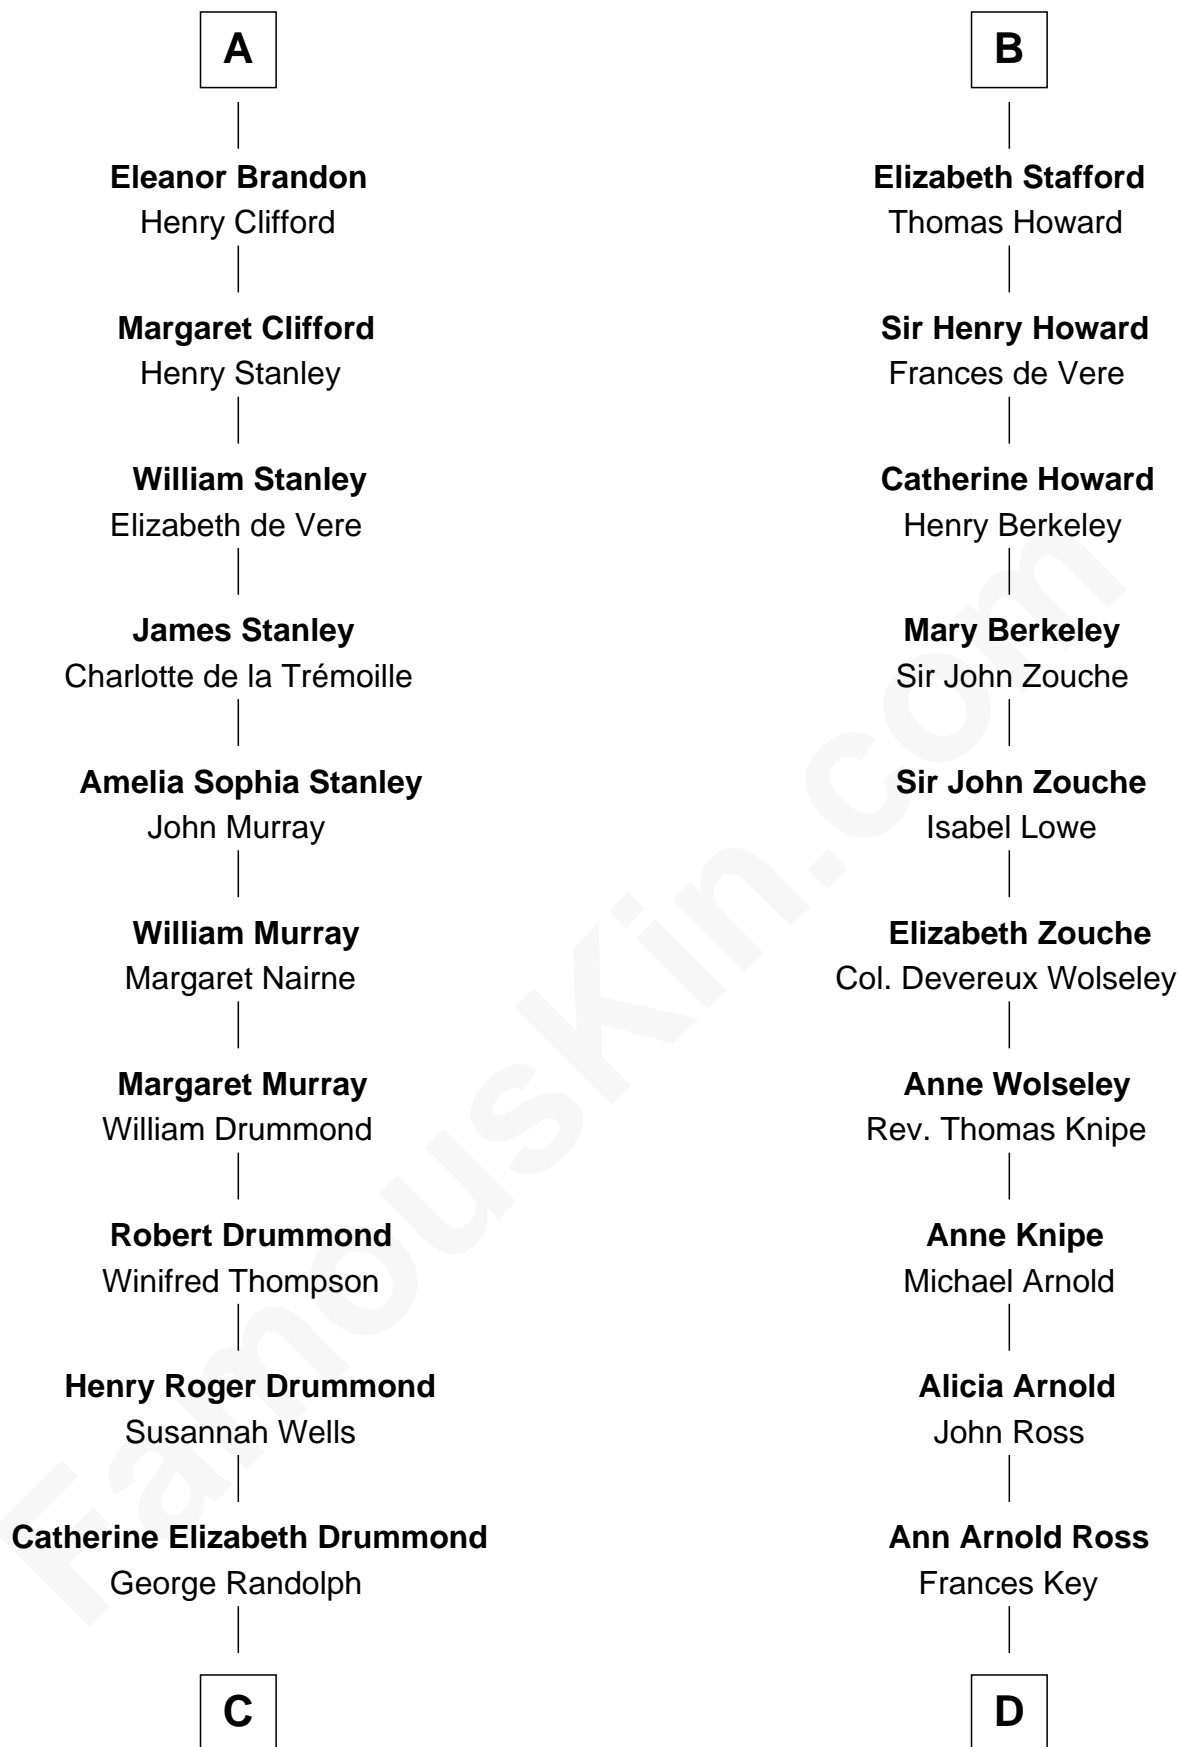 A
Eleanor Brandon
Henry Clifford
Margaret Clifford
Henry Stanley
William Stanley
Elizabeth de Vere
James Stanley
Charlotte de la Trémoille
Amelia Sophia Stanley
John Murray
William Murray
Margaret Nairne
Margaret Murray
William Drummond
Robert Drummond
Winifred Thompson
Henry Roger Drummond
Susannah Wells
Catherine Elizabeth Drummond
George Randolph
C
B
Elizabeth Stafford
Thomas Howard
Sir Henry Howard
Frances de Vere
Catherine Howard
Henry Berkeley
Mary Berkeley
Sir John Zouche
Sir John Zouche
Isabel Lowe
Elizabeth Zouche
Col. Devereux Wolseley
Anne Wolseley
Rev. Thomas Knipe
Anne Knipe
Michael Arnold
Alicia Arnold
John Ross
Ann Arnold Ross
Frances Key
D
FamousKin.com